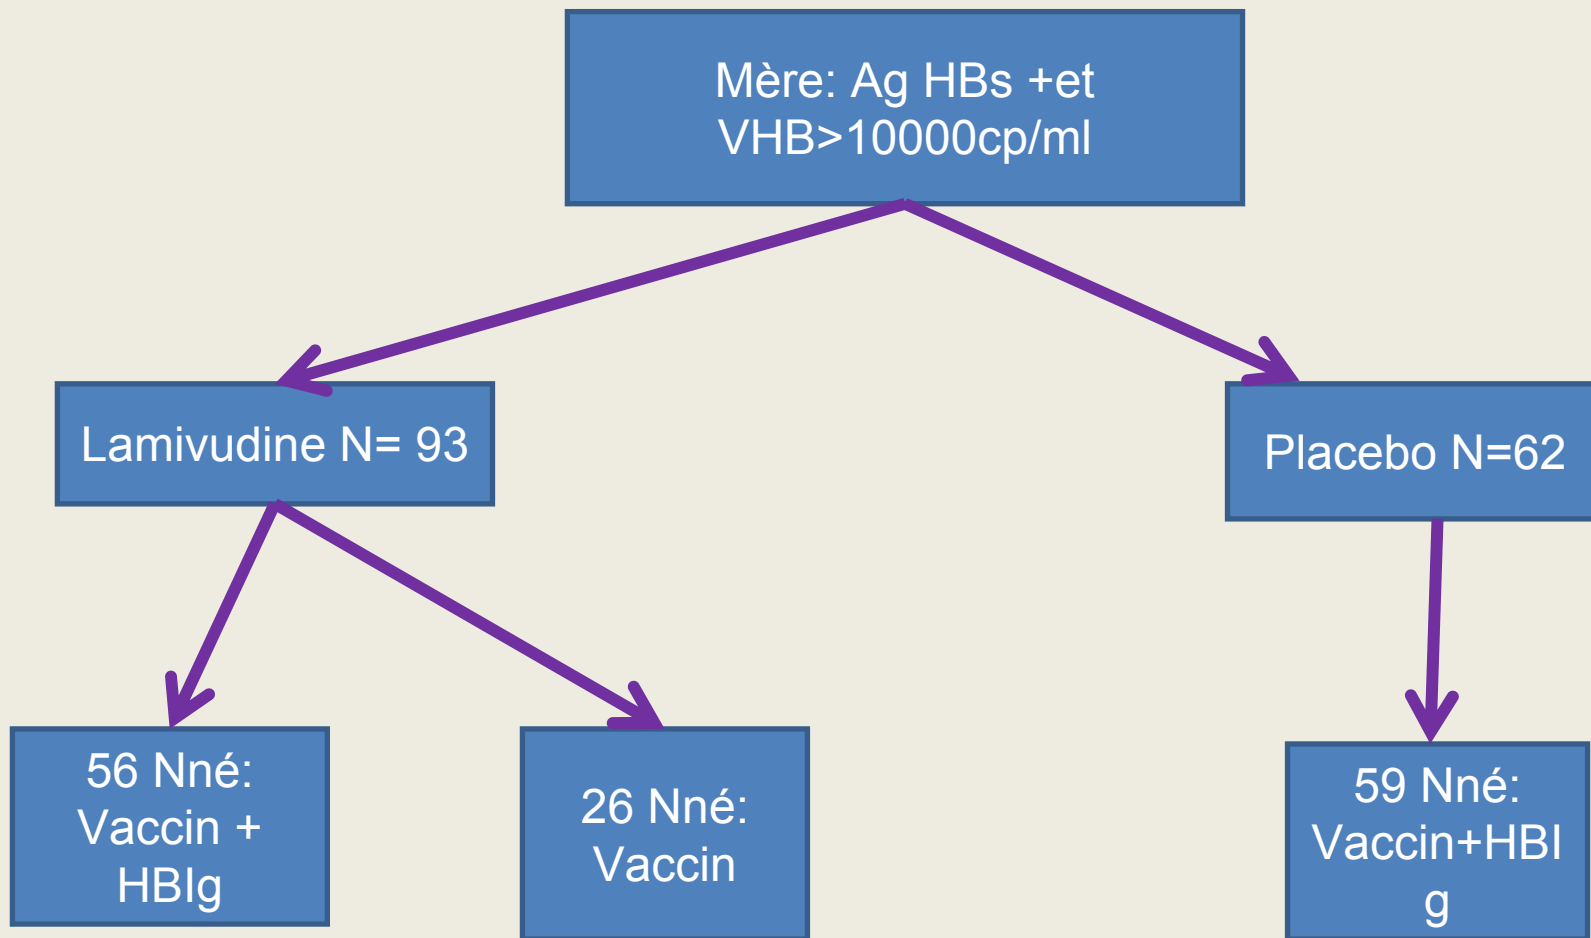 Mère: Ag HBs +et
VHB>10000cp/ml
Lamivudine N= 93
Placebo N=62
56 Nné:
Vaccin +
HBIg
26 Nné:
Vaccin
59 Nné:
Vaccin+HBI
g